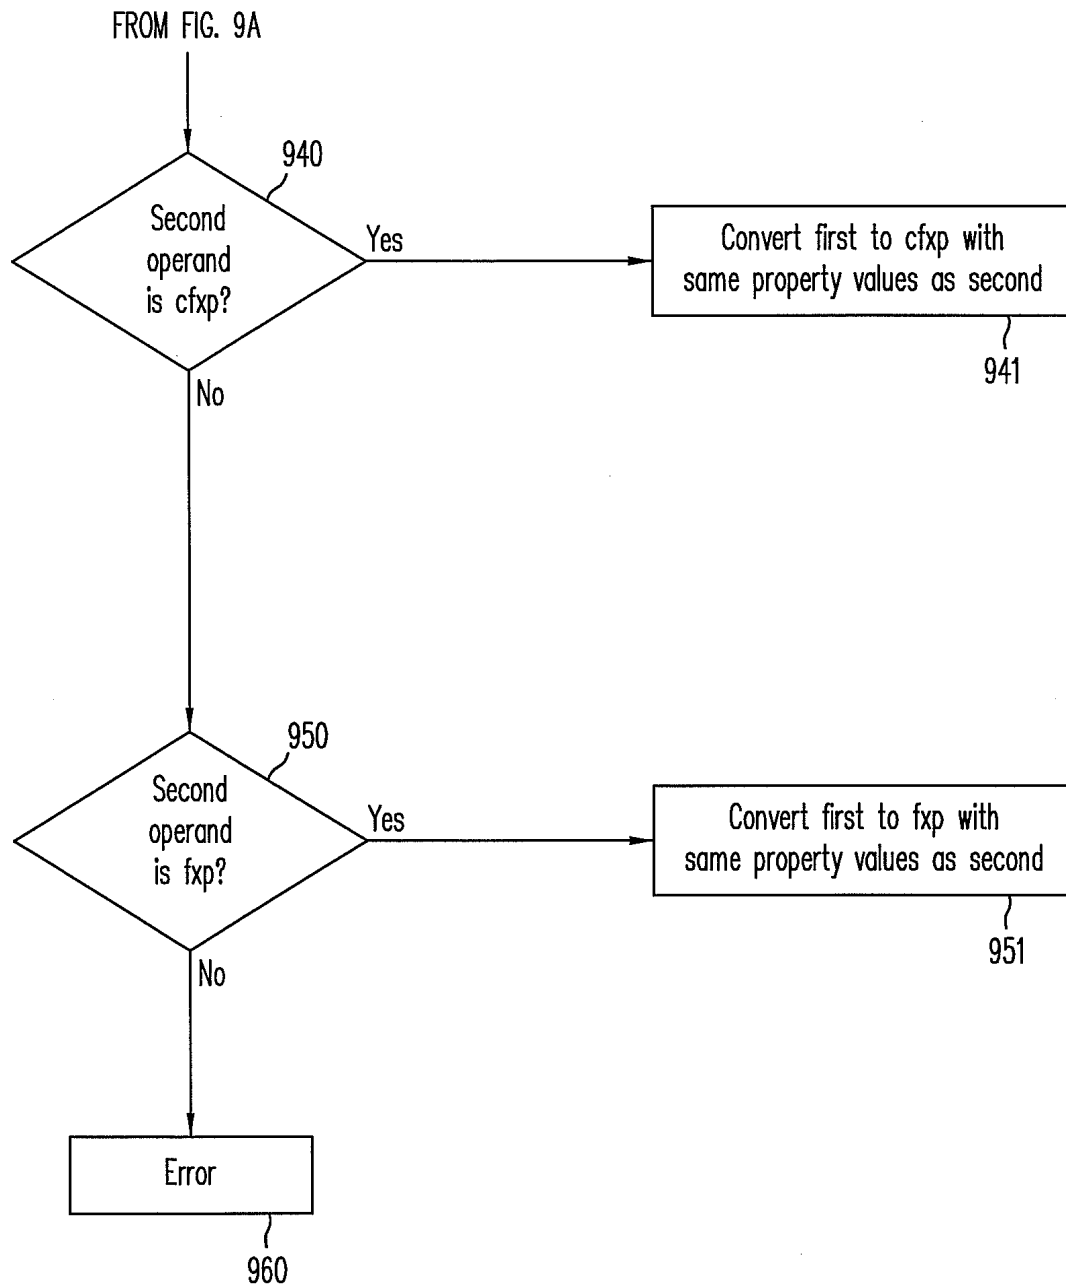 FROM FIG. 9A
940
Second
operand
is cfxp?
Yes
Convert first to cfxp with
same property values as second
941
No
950
Second
operand
is fxp?
Yes
Convert first to fxp with
same property values as second
951
No
Error
960